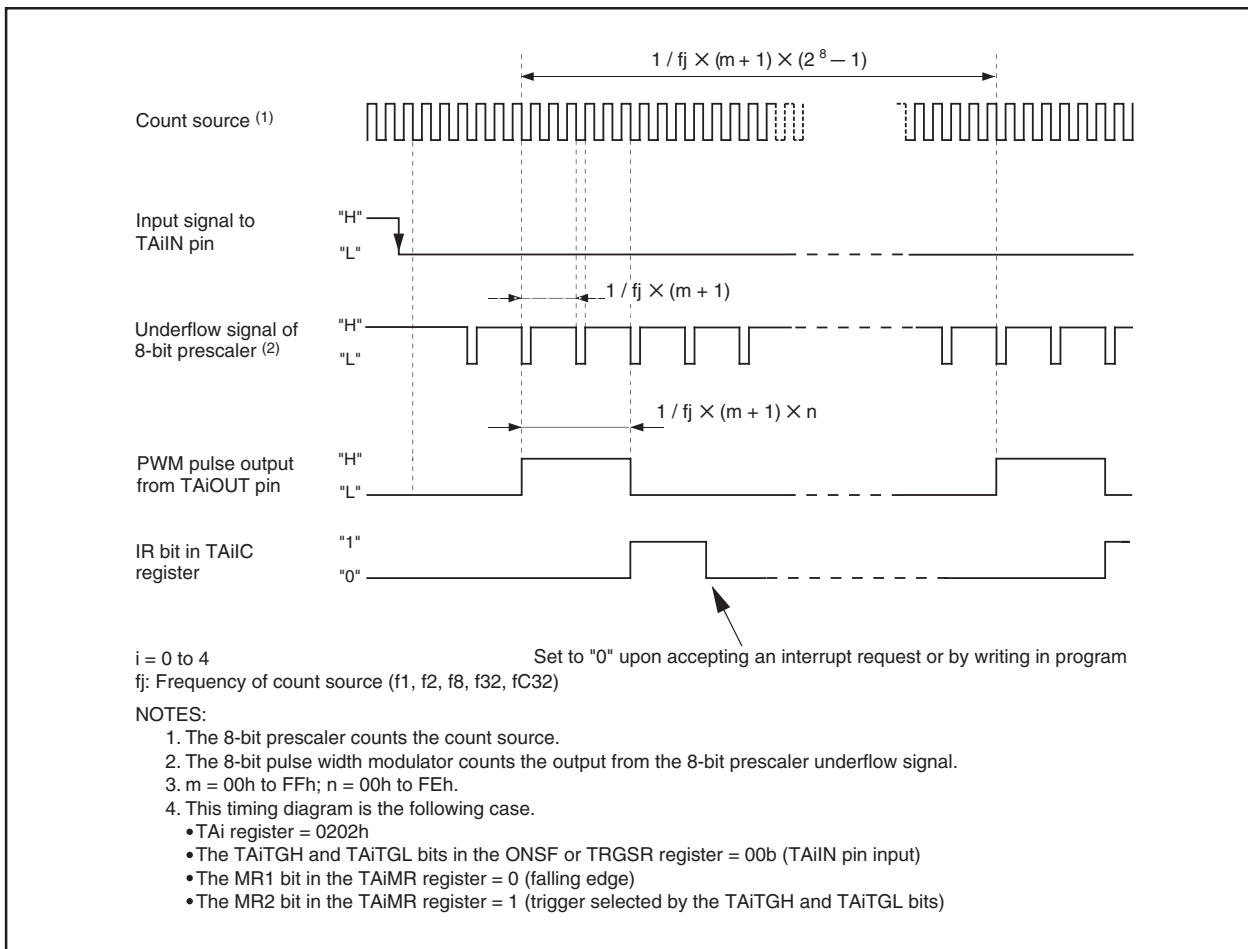 1 / fj × (m + 1) × (2⁸ — 1)
Count source (1)
Input signal to
TAiIN pin
"H"
"L"
1 / fj × (m + 1)
Underflow signal of
8-bit prescaler (2)
"H"
"L"
1 / fj × (m + 1) × n
PWM pulse output
from TAiOUT pin
"H"
"L"
IR bit in TAiIC
register
"1"
"0"
Set to "0" upon accepting an interrupt request or by writing in program
i = 0 to 4
fj: Frequency of count source (f1, f2, f8, f32, fC32)
NOTES:
1. The 8-bit prescaler counts the count source.
2. The 8-bit pulse width modulator counts the output from the 8-bit prescaler underflow signal.
3. m = 00h to FFh; n = 00h to FEh.
4. This timing diagram is the following case.
•TAi register = 0202h
•The TAiTGH and TAiTGL bits in the ONSF or TRGSR register = 00b (TAiIN pin input)
•The MR1 bit in the TAiMR register = 0 (falling edge)
•The MR2 bit in the TAiMR register = 1 (trigger selected by the TAiTGH and TAiTGL bits)